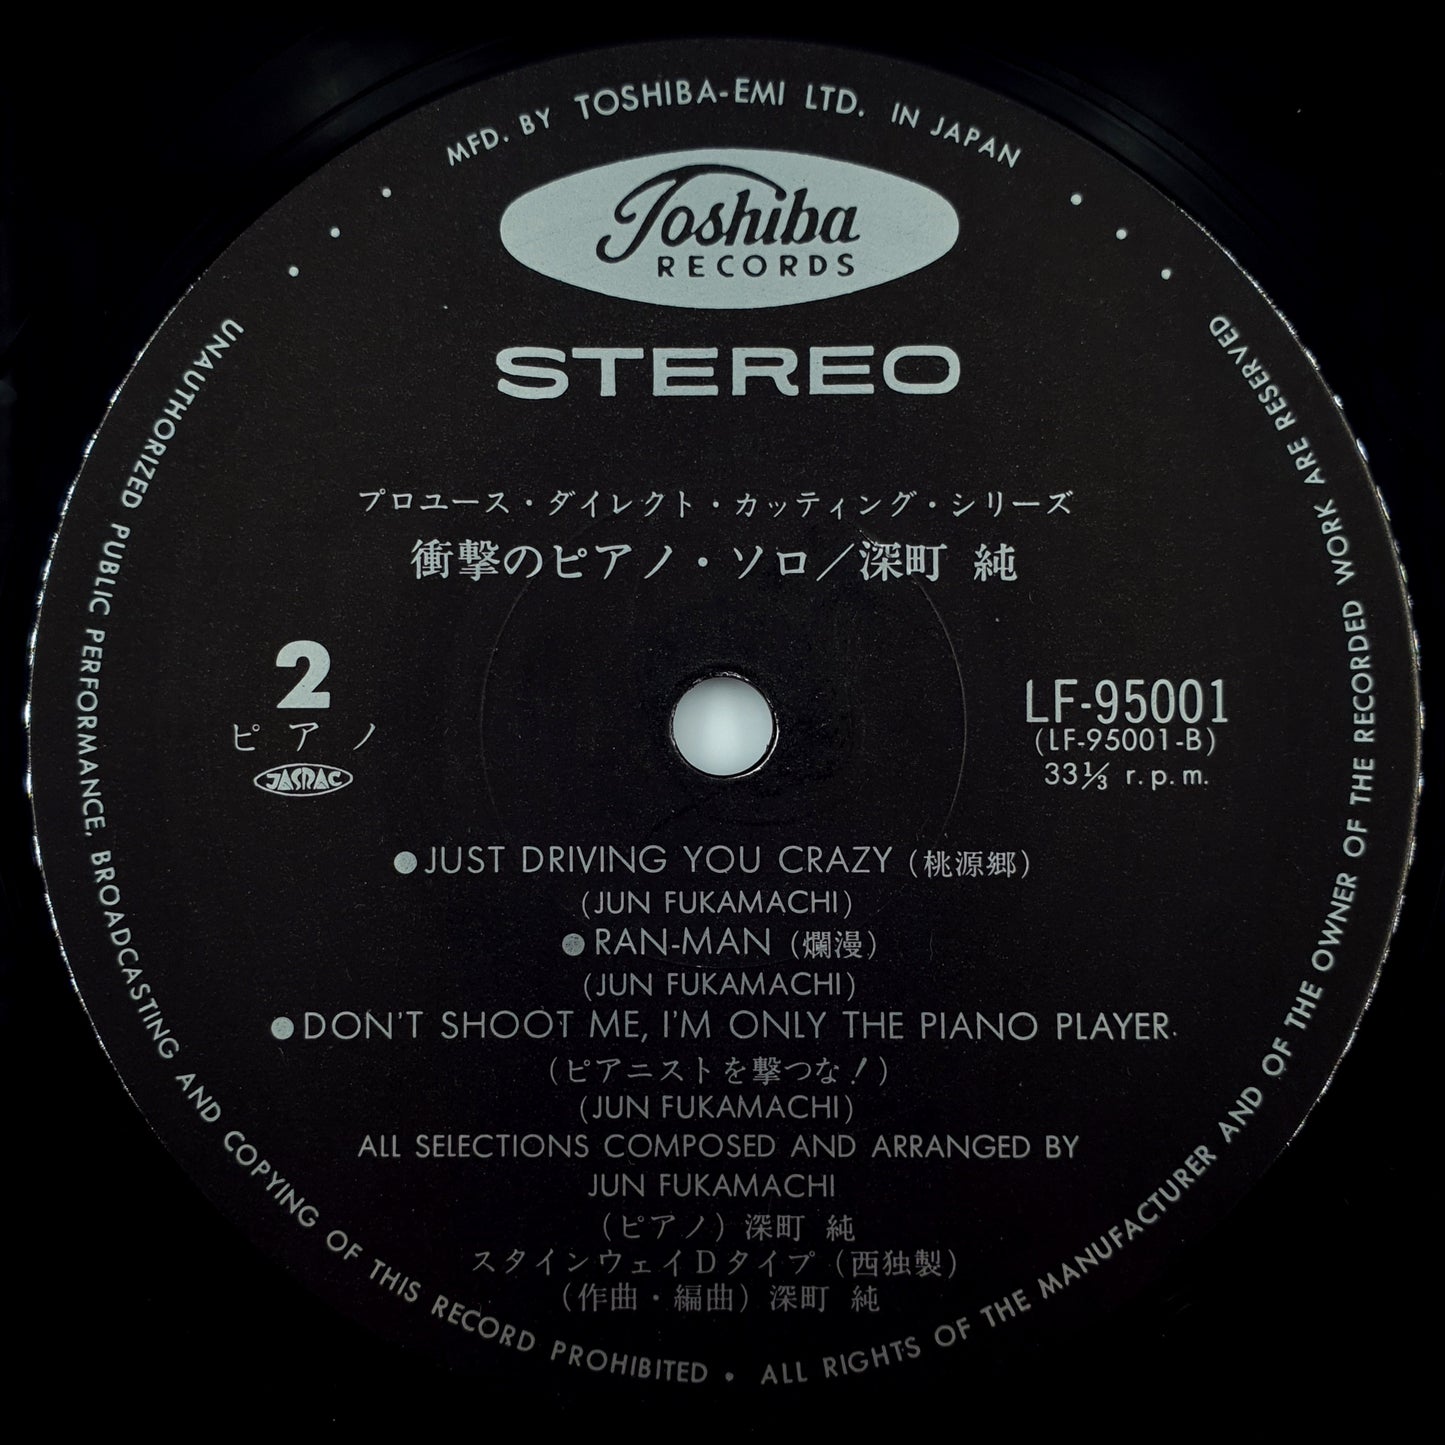 MFD. BY TOSHIBA-EMI LTD. IN JAPAN
Toshiba
RECORDS
STEREO
プロユース・ダイレクト・カッティング・シリーズ
衝撃のピアノ・ソロ／深町 純
2
ピアノ
JASRAC
LF-95001
(LF-95001-B)
33⅓ r.p.m.
●JUST DRIVING YOU CRAZY (桃源郷)
(JUN FUKAMACHI)
●RAN-MAN (爛漫)
(JUN FUKAMACHI)
●DON'T SHOOT ME, I'M ONLY THE PIANO PLAYER.
(ピアニストを撃つな！)
(JUN FUKAMACHI)
ALL SELECTIONS COMPOSED AND ARRANGED BY
JUN FUKAMACHI
(ピアノ) 深町 純
スタインウェイDタイプ (西独製)
(作曲・編曲) 深町 純
UNAUTHORIZED PUBLIC PERFORMANCE, BROADCASTING AND COPYING OF THIS RECORD PROHIBITED • ALL RIGHTS OF THE MANUFACTURER AND OF THE OWNER OF THE RECORDED WORK ARE RESERVED